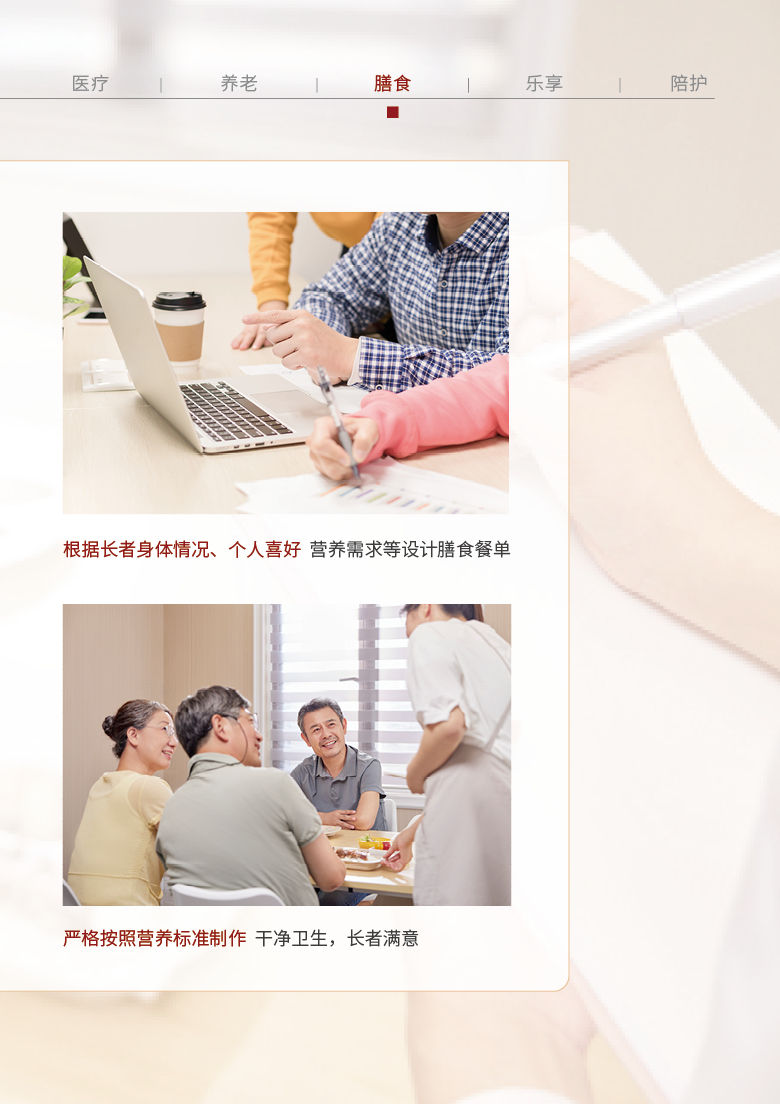 医疗 | 养老 | 膳食 | 乐享 | 陪护
根据长者身体情况、个人喜好 营养需求等设计膳食餐单
严格按照营养标准制作 干净卫生，长者满意